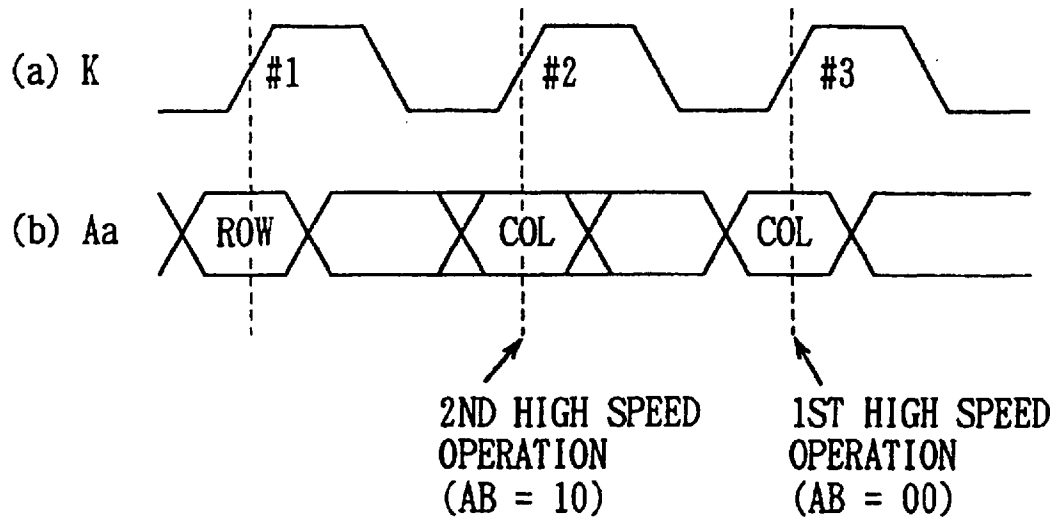 (a) K #1 #2 #3
(b) Aa ROW COL COL
2ND HIGH SPEED
OPERATION
(AB = 10)
1ST HIGH SPEED
OPERATION
(AB = 00)